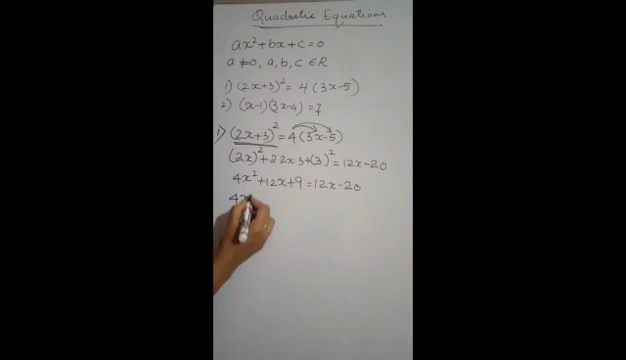 Quadratic Equations
ax²+bx+c=0
a≠0, a, b, c ∈R
1) (2x+3)² = 4(3x-5)
2) (x-1)(3x-4)=7
1) (2x+3)² = 4(3x-5)
(2x)²+2 2x 3+(3)² = 12x-20
4x²+12x+9=12x-20
4x